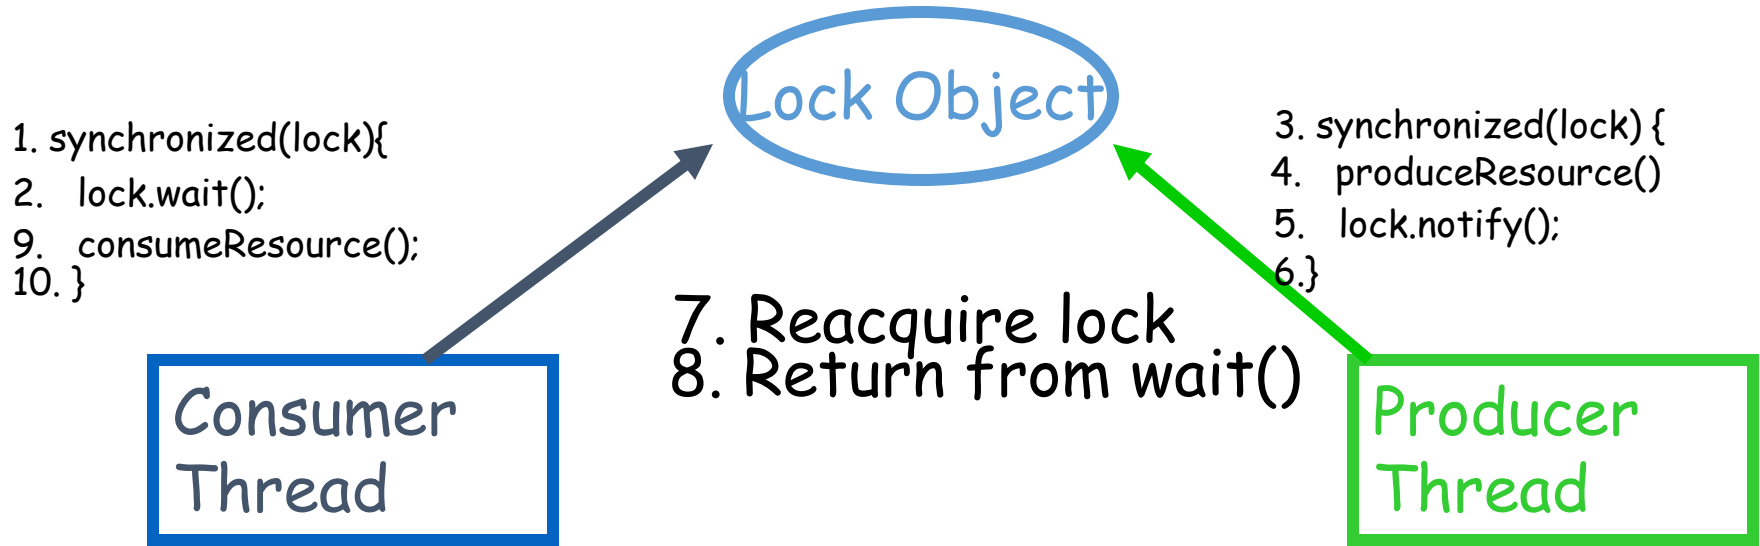 Lock Object
1. synchronized(lock){
2. lock.wait();
9. consumeResource();
10. }
3. synchronized(lock) {
4. produceResource()
5. lock.notify();
6.}
7. Reacquire lock
8. Return from wait()
Consumer
Thread
Producer
Thread